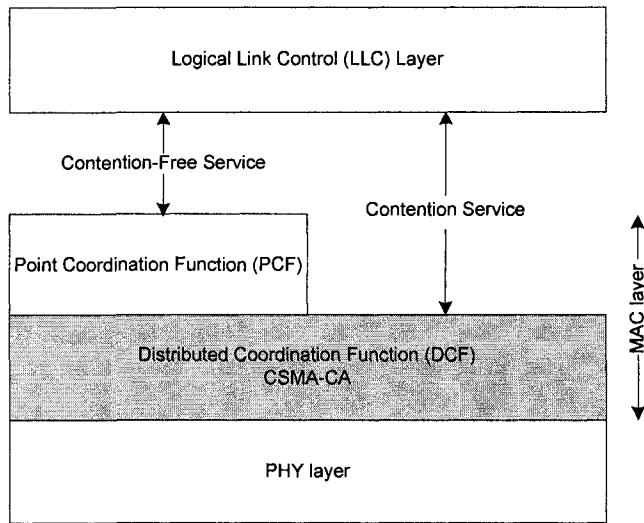 Logical Link Control (LLC) Layer
Contention-Free Service
Contention Service
Point Coordination Function (PCF)
MAC layer
Distributed Coordination Function (DCF)
CSMA-CA
PHY layer